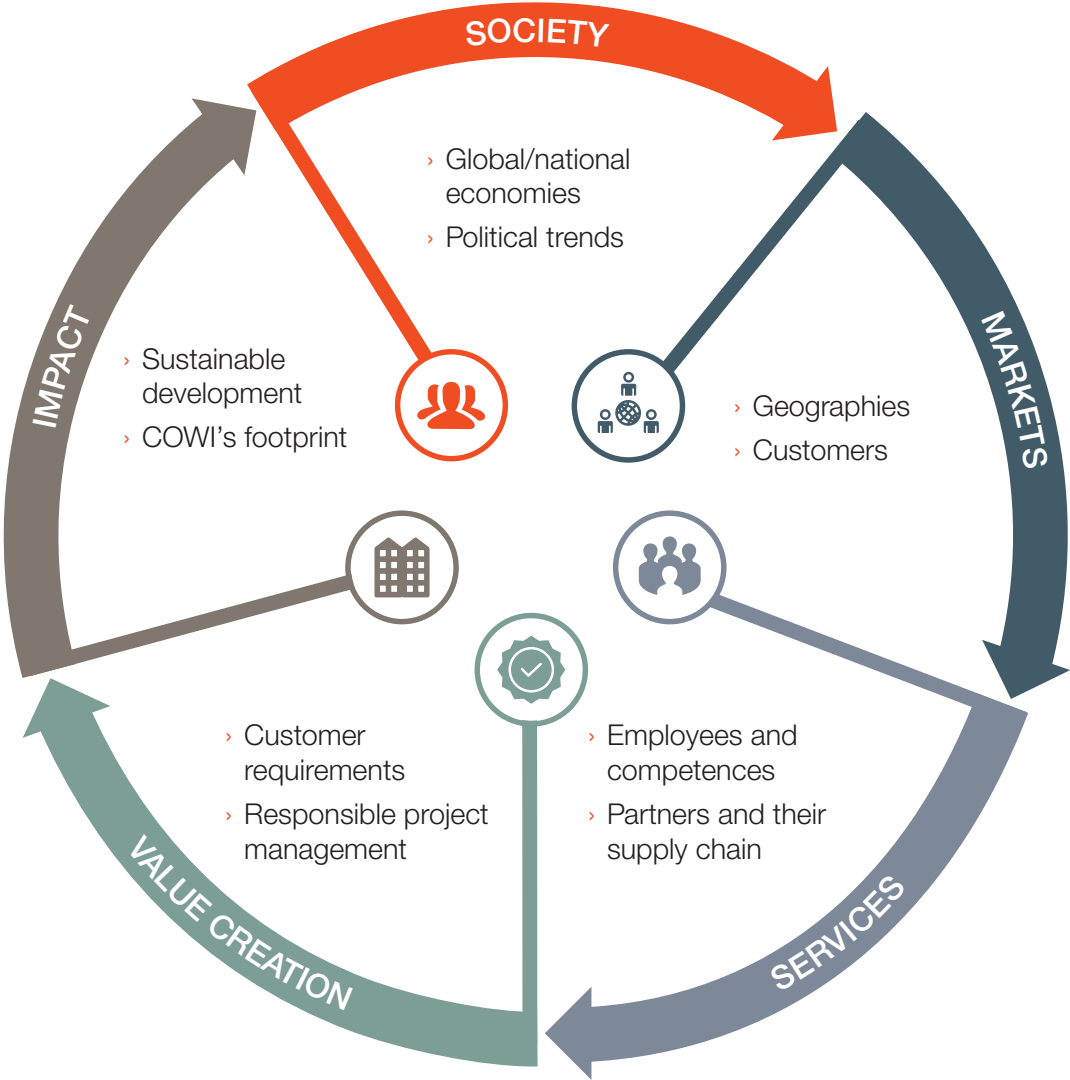 SOCIETY
› Global/national
economies
› Political trends
MARKETS
› Geographies
› Customers
SERVICES
› Employees and
competences
› Partners and their
supply chain
VALUE CREATION
› Customer
requirements
› Responsible project
management
IMPACT
› Sustainable
development
› COWI's footprint